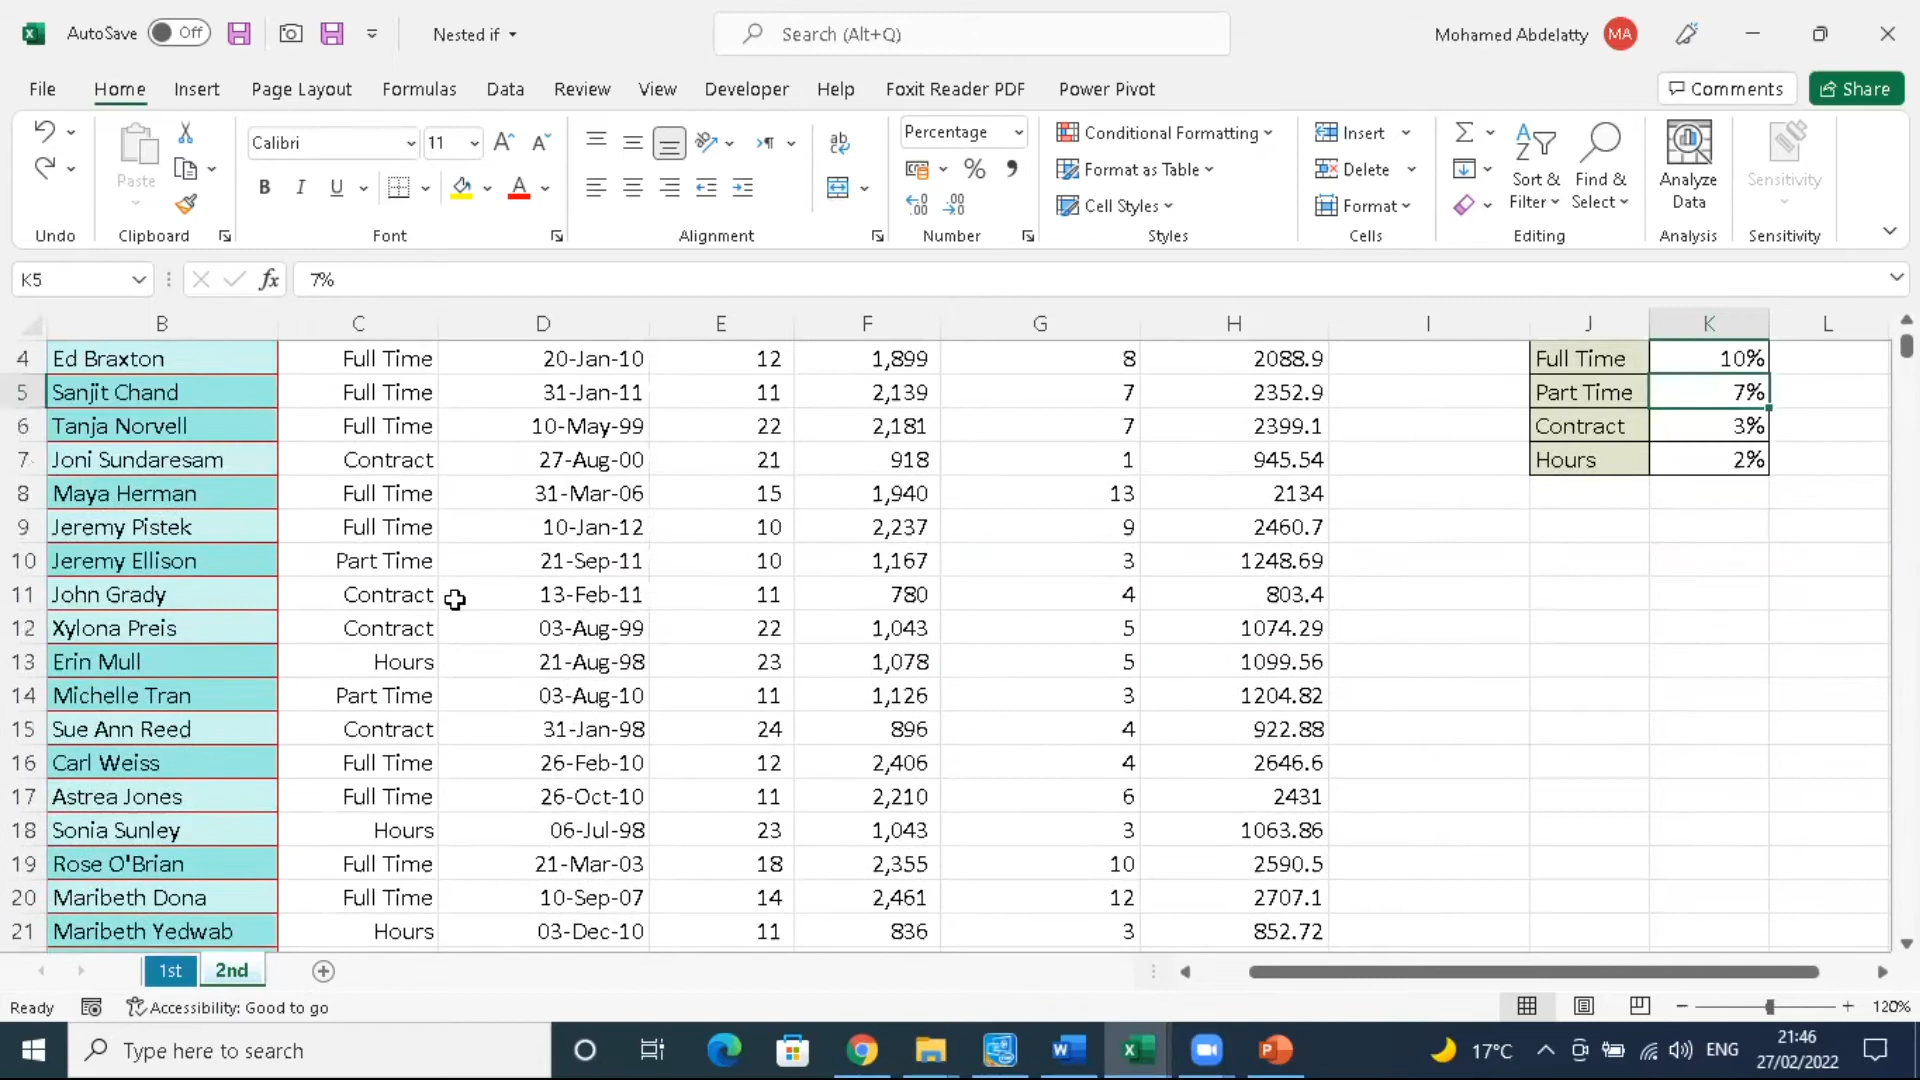 AutoSave Off Nested if Search (Alt+Q) Mohamed Abdelatty MA
File Home Insert Page Layout Formulas Data Review View Developer Help Foxit Reader PDF Power Pivot Comments Share
Calibri 11 Percentage Conditional Formatting Insert
Paste Format as Table Delete Sort & Filter Find & Select Analyze Data Sensitivity
B I U A Cell Styles Format
Undo Clipboard Font Alignment Number Styles Cells Editing Analysis Sensitivity
K5 fx 7%
B C D E F G H I J K L
4 Ed Braxton Full Time 20-Jan-10 12 1,899 8 2088.9 Full Time 10%
5 Sanjit Chand Full Time 31-Jan-11 11 2,139 7 2352.9 Part Time 7%
6 Tanja Norvell Full Time 10-May-99 22 2,181 7 2399.1 Contract 3%
7 Joni Sundaresam Contract 27-Aug-00 21 918 1 945.54 Hours 2%
8 Maya Herman Full Time 31-Mar-06 15 1,940 13 2134
9 Jeremy Pistek Full Time 10-Jan-12 10 2,237 9 2460.7
10 Jeremy Ellison Part Time 21-Sep-11 10 1,167 3 1248.69
11 John Grady Contract 13-Feb-11 11 780 4 803.4
12 Xylona Preis Contract 03-Aug-99 22 1,043 5 1074.29
13 Erin Mull Hours 21-Aug-98 23 1,078 5 1099.56
14 Michelle Tran Part Time 03-Aug-10 11 1,126 3 1204.82
15 Sue Ann Reed Contract 31-Jan-98 24 896 4 922.88
16 Carl Weiss Full Time 26-Feb-10 12 2,406 4 2646.6
17 Astrea Jones Full Time 26-Oct-10 11 2,210 6 2431
18 Sonia Sunley Hours 06-Jul-98 23 1,043 3 1063.86
19 Rose O'Brian Full Time 21-Mar-03 18 2,355 10 2590.5
20 Maribeth Dona Full Time 10-Sep-07 14 2,461 12 2707.1
21 Maribeth Yedwab Hours 03-Dec-10 11 836 3 852.72
1st 2nd
Ready Accessibility: Good to go 120%
Type here to search 17°C ENG 21:46
27/02/2022